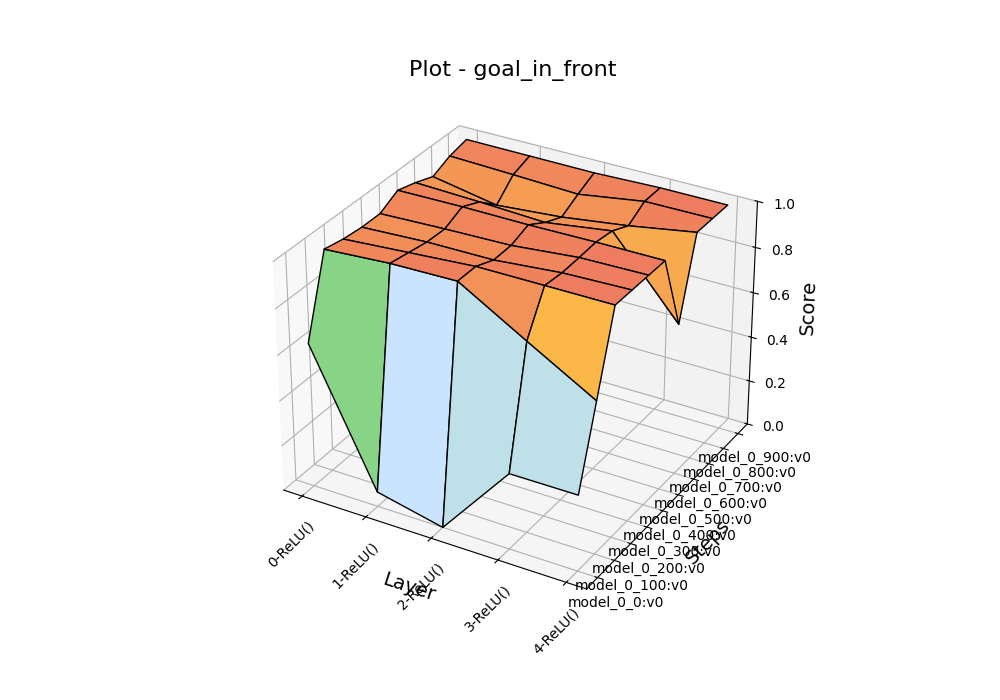 Plot - goal_in_front
1.0
0.8
0.6
0.4
0.2
0.0
Score
model_0_900:v0
model_0_800:v0
model_0_700:v0
model_0_600:v0
model_0_500:v0
model_0_400:v0
model_0_300:v0
model_0_200:v0
model_0_100:v0
model_0_0:v0
Steps
0-ReLU()
1-ReLU()
2-ReLU()
3-ReLU()
4-ReLU()
Layer